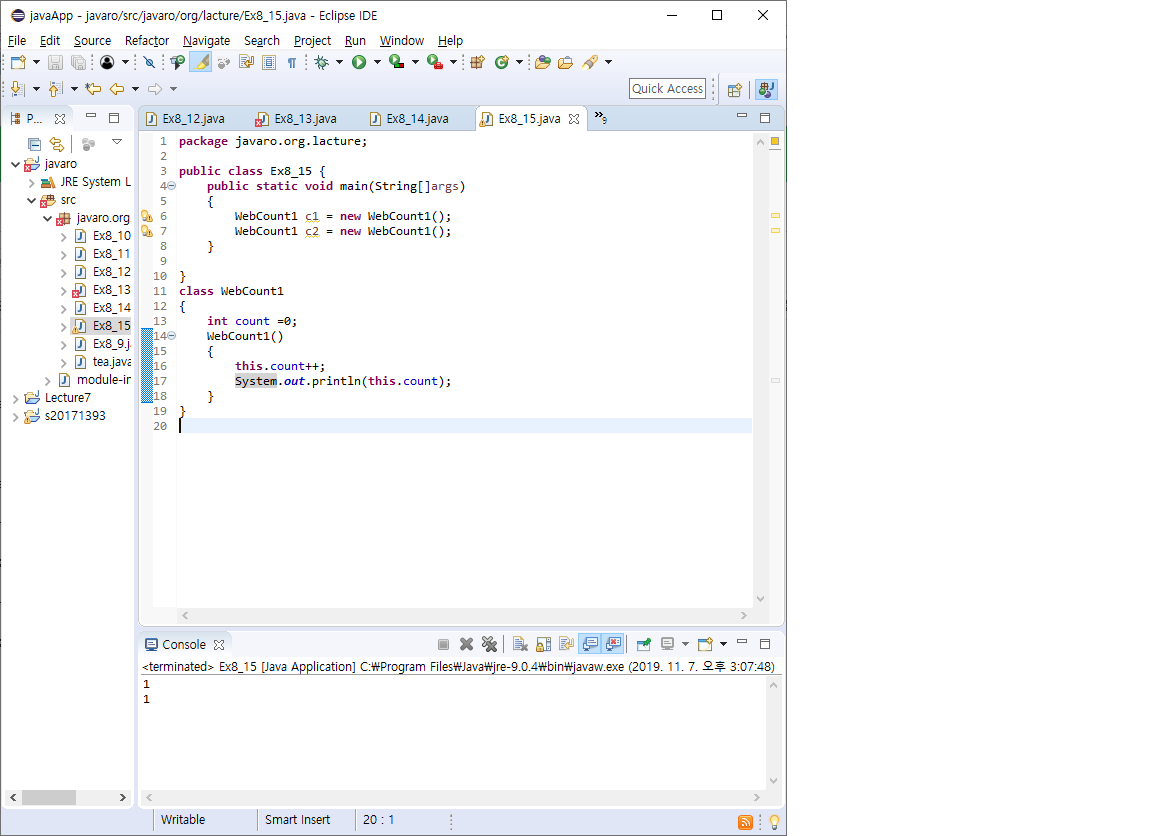 javaApp - javaro/src/javaro/org/lacture/Ex8_15.java - Eclipse IDE
File Edit Source Refactor Navigate Search Project Run Window Help
Quick Access
P...
Ex8_12.java Ex8_13.java Ex8_14.java Ex8_15.java »9
javaro
JRE System L
src
javaro.org
Ex8_10
Ex8_11
Ex8_12
Ex8_13
Ex8_14
Ex8_15
Ex8_9.j
tea.java
module-ir
Lecture7
s20171393
1 package javaro.org.lacture;
2
3 public class Ex8_15 {
4 public static void main(String[]args)
5 {
6 WebCount1 c1 = new WebCount1();
7 WebCount1 c2 = new WebCount1();
8 }
9
10 }
11 class WebCount1
12 {
13 int count =0;
14 WebCount1()
15 {
16 this.count++;
17 System.out.println(this.count);
18 }
19 }
20
Console
<terminated> Ex8_15 [Java Application] C:₩Program Files₩Java₩jre-9.0.4₩bin₩javaw.exe (2019. 11. 7. 오후 3:07:48)
1
1
Writable Smart Insert 20 : 1